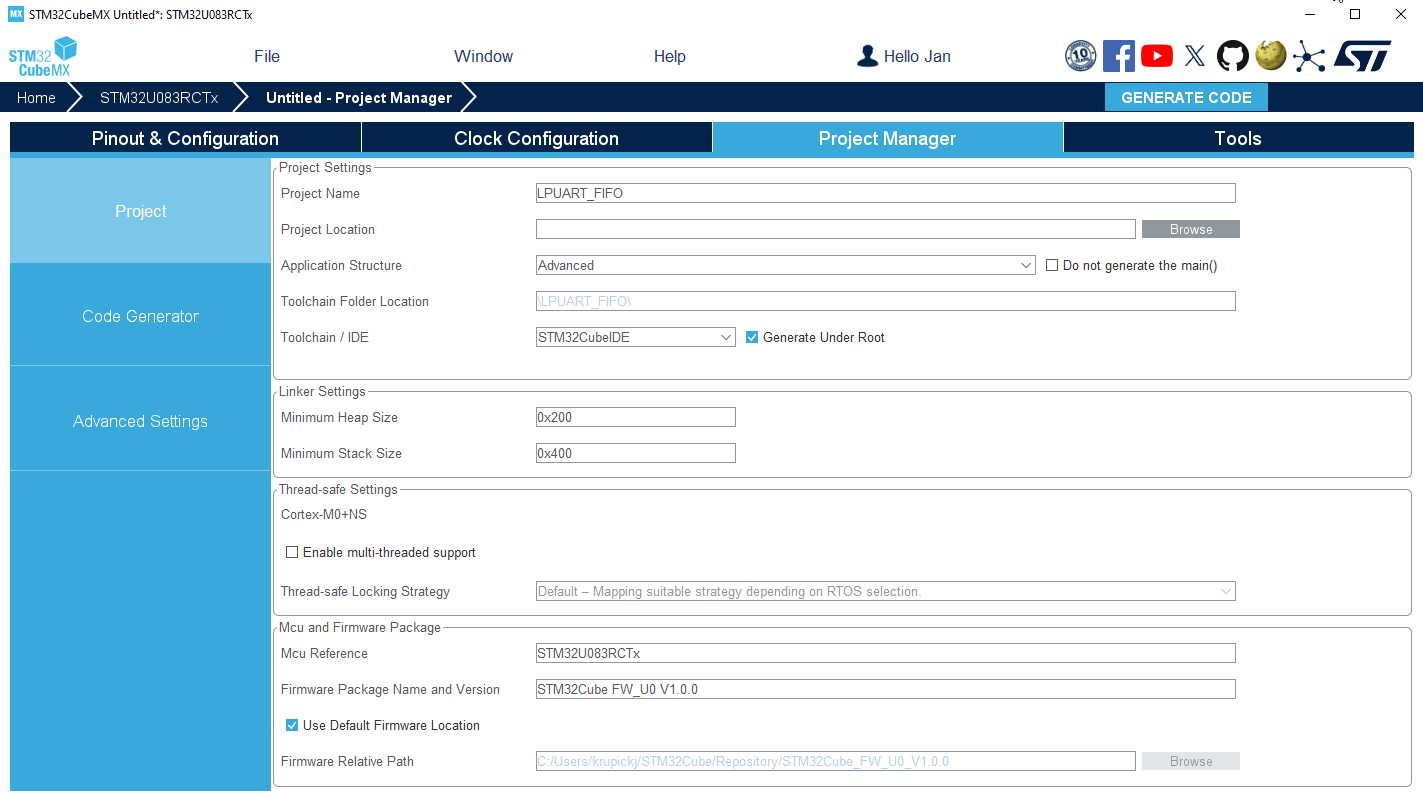 MX STM32CubeMX Untitled*: STM32U083RCTx
STM32 CubeMX
File Window Help Hello Jan
10
Home STM32U083RCTx Untitled - Project Manager GENERATE CODE
Pinout & Configuration Clock Configuration Project Manager Tools
Project
Code Generator
Advanced Settings
Project Settings
Project Name LPUART_FIFO
Project Location Browse
Application Structure Advanced Do not generate the main()
Toolchain Folder Location \LPUART_FIFO\
Toolchain / IDE STM32CubeIDE Generate Under Root
Linker Settings
Minimum Heap Size 0x200
Minimum Stack Size 0x400
Thread-safe Settings
Cortex-M0+NS
Enable multi-threaded support
Thread-safe Locking Strategy Default – Mapping suitable strategy depending on RTOS selection.
Mcu and Firmware Package
Mcu Reference STM32U083RCTx
Firmware Package Name and Version STM32Cube FW_U0 V1.0.0
Use Default Firmware Location
Firmware Relative Path C:/Users/krupickj/STM32Cube/Repository/STM32Cube_FW_U0_V1.0.0 Browse